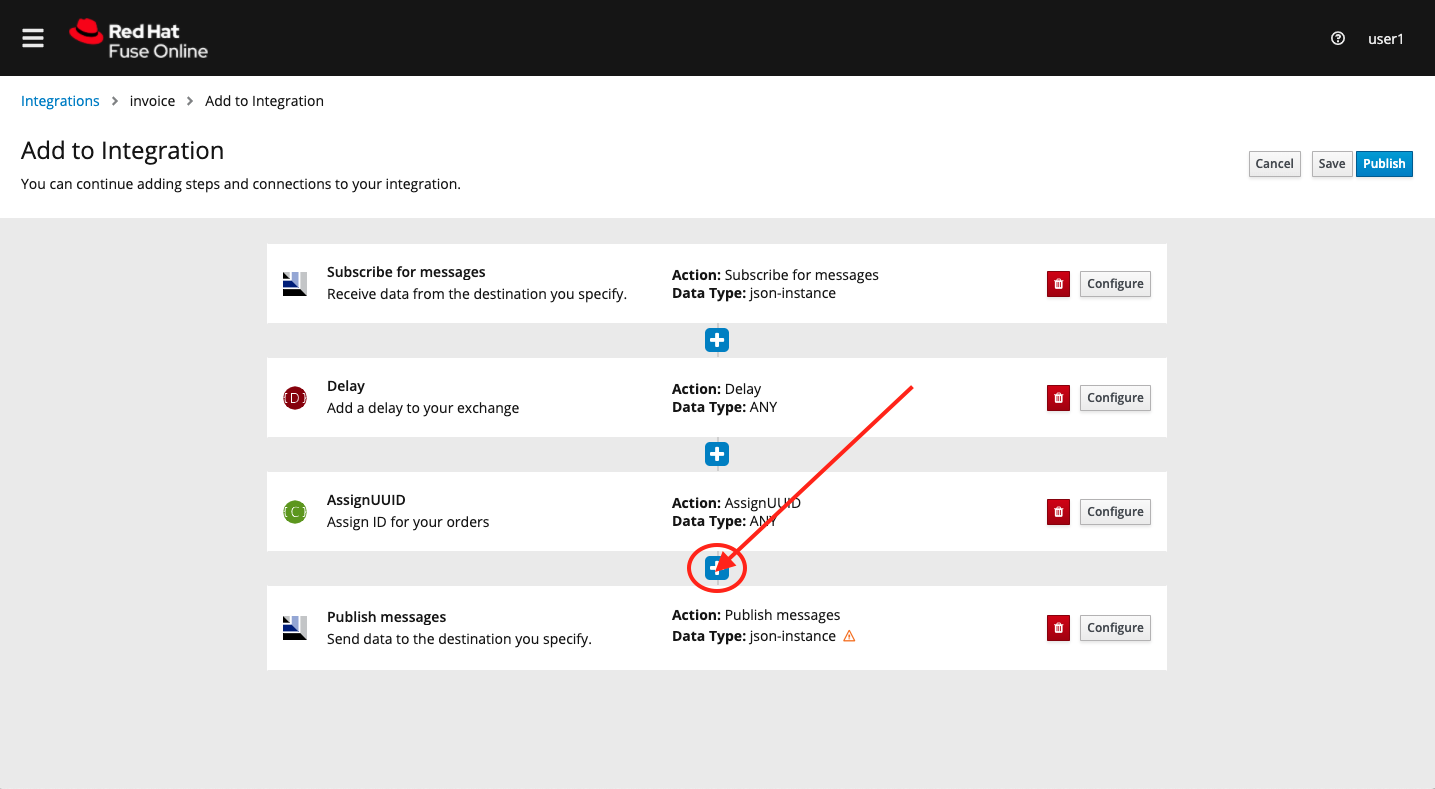 Red Hat
Fuse Online
user1
Integrations > invoice > Add to Integration
Add to Integration
You can continue adding steps and connections to your integration.
Cancel
Save
Publish
Subscribe for messages
Receive data from the destination you specify.
Action: Subscribe for messages
Data Type: json-instance
Configure
D
Delay
Add a delay to your exchange
Action: Delay
Data Type: ANY
Configure
C
AssignUUID
Assign ID for your orders
Action: AssignUUID
Data Type: ANY
Configure
Publish messages
Send data to the destination you specify.
Action: Publish messages
Data Type: json-instance
Configure